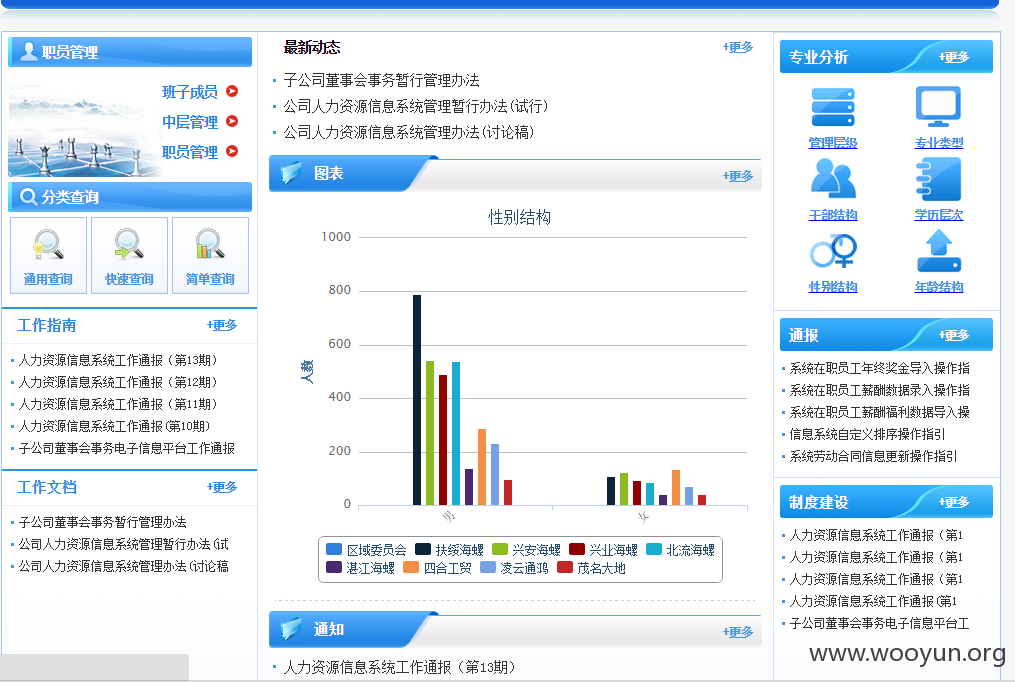 职员管理
班子成员
中层管理
职员管理
分类查询
通用查询
快速查询
简单查询
工作指南
+更多
人力资源信息系统工作通报（第13期）
人力资源信息系统工作通报（第12期）
人力资源信息系统工作通报（第11期）
人力资源信息系统工作通报(第10期)
子公司董事会事务电子信息平台工作通报
工作文档
+更多
子公司董事会事务暂行管理办法
公司人力资源信息系统管理暂行办法(试
公司人力资源信息系统管理办法(讨论稿
最新动态
+更多
子公司董事会事务暂行管理办法
公司人力资源信息系统管理暂行办法(试行)
公司人力资源信息系统管理办法(讨论稿)
图表
+更多
性别结构
1000
800
600
400
200
0
人数
男
女
区域委员会
扶绥海螺
兴安海螺
兴业海螺
北流海螺
湛江海螺
四合工贸
凌云通鸿
茂名大地
通知
+更多
人力资源信息系统工作通报（第13期）
专业分析
+更多
管理层级
专业类型
干部结构
学历层次
性别结构
年龄结构
通报
+更多
系统在职员工年终奖金导入操作指
系统在职员工薪酬数据录入操作指
系统在职员工薪酬福利数据导入操
信息系统自定义排序操作指引
系统劳动合同信息更新操作指引
制度建设
+更多
人力资源信息系统工作通报（第1
人力资源信息系统工作通报（第1
人力资源信息系统工作通报（第1
人力资源信息系统工作通报(第1
子公司董事会事务电子信息平台工
www.wooyun.org